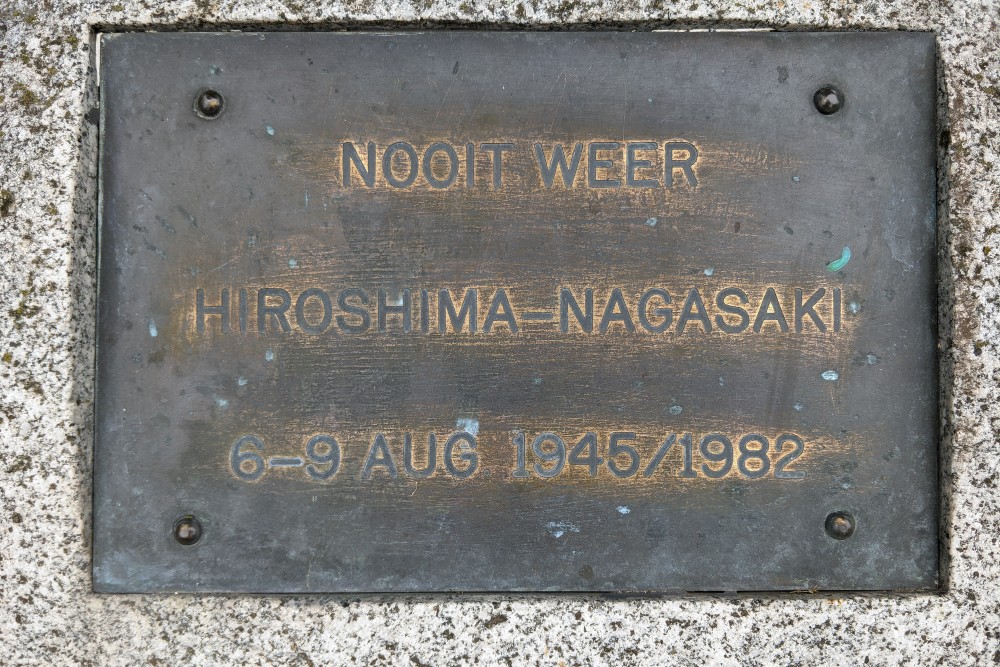 NOOIT WEER
HIROSHIMA–NAGASAKI
6–9 AUG 1945/1982